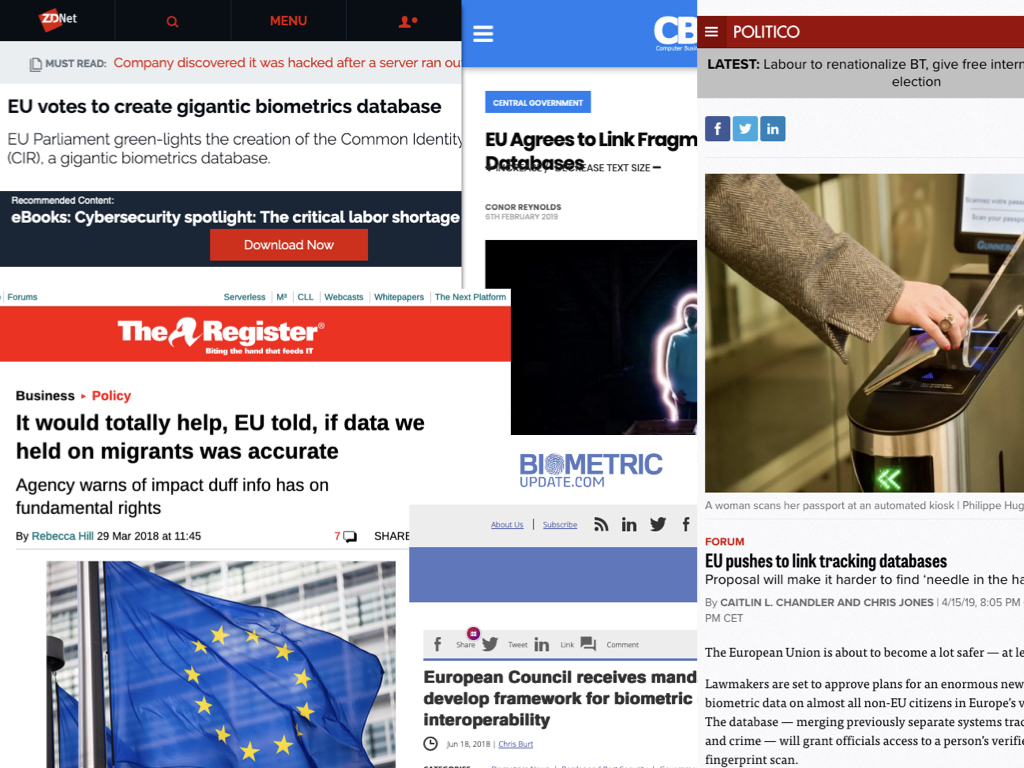 ZDNet
MENU
MUST READ: Company discovered it was hacked after a server ran ou
EU votes to create gigantic biometrics database
EU Parliament green-lights the creation of the Common Identity
(CIR), a gigantic biometrics database.
Recommended Content:
eBooks: Cybersecurity spotlight: The critical labor shortage
Download Now
CB
Computer Busi
CENTRAL GOVERNMENT
EU Agrees to Link Fragm
Databases
+ INCREASE / DECREASE TEXT SIZE −
CONOR REYNOLDS
6TH FEBRUARY 2019
POLITICO
LATEST: Labour to renationalize BT, give free intern
election
Scan your passpor
GUNNEBO
A woman scans her passport at an automated kiosk | Philippe Hug
FORUM
EU pushes to link tracking databases
Proposal will make it harder to find ‘needle in the ha
By CAITLIN L. CHANDLER AND CHRIS JONES | 4/15/19, 8:05 PM
PM CET
The European Union is about to become a lot safer — at le
Lawmakers are set to approve plans for an enormous new
biometric data on almost all non-EU citizens in Europe’s v
The database — merging previously separate systems trac
and crime — will grant officials access to a person’s verifie
fingerprint scan.
Forums
Serverless | M³ | CLL | Webcasts | Whitepapers | The Next Platform
The Register®
Biting the hand that feeds IT
Business ▸ Policy
It would totally help, EU told, if data we
held on migrants was accurate
Agency warns of impact duff info has on
fundamental rights
By Rebecca Hill 29 Mar 2018 at 11:45
7
SHARE
BIOMETRIC
UPDATE.COM
About Us | Subscribe
Share
Tweet
Link
Comment
European Council receives mand
develop framework for biometric
interoperability
Jun 18, 2018 | Chris Burt